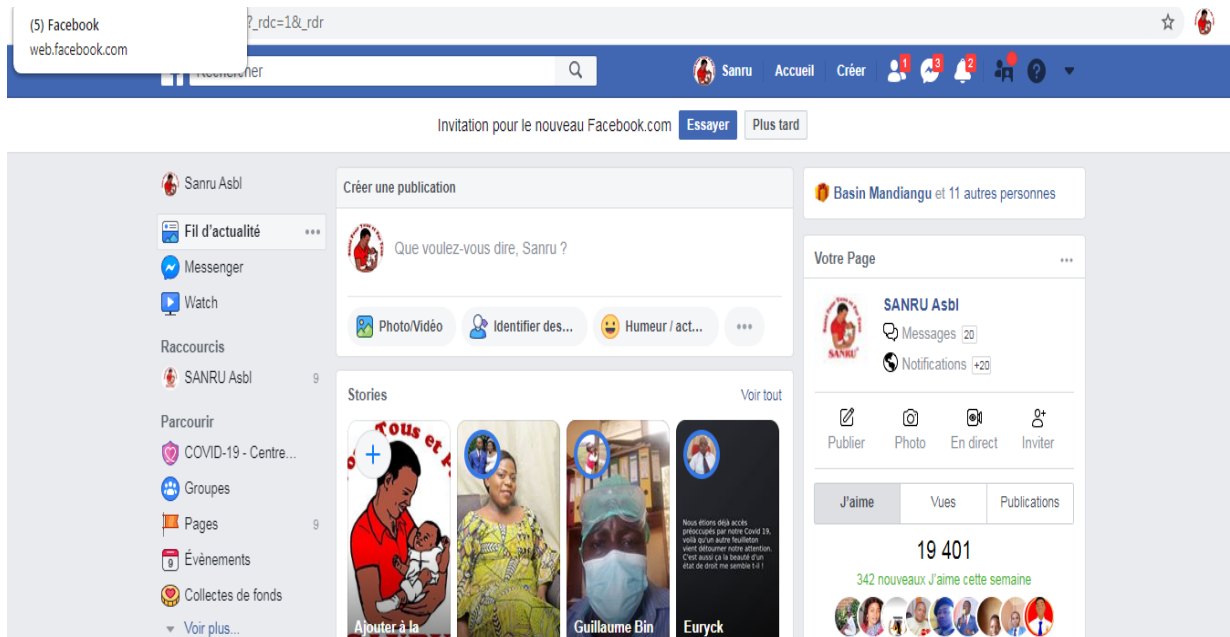 (5) Facebook
web.facebook.com
?_rdc=1&_rdr
Rechercher
Sanru
Accueil
Créer
1
3
2
Invitation pour le nouveau Facebook.com
Essayer
Plus tard
Sanru Asbl
Fil d'actualité
Messenger
Watch
Raccourcis
SANRU Asbl 9
Parcourir
COVID-19 - Centre...
Groupes
Pages 9
9 Évènements
Collectes de fonds
Voir plus...
Créer une publication
Que voulez-vous dire, Sanru ?
Photo/Vidéo
Identifier des...
Humeur / act...
Stories
Voir tout
Tous et
Ajouter à la
Guillaume Bin
Nous étions déjà accès
préoccupés par notre Covid 19,
voilà qu'un autre feuilleton
vient détourner notre attention.
C'est aussi ça la beauté d'un
état de droit me semble t-il !
Euryck
Basin Mandiangu et 11 autres personnes
Votre Page
SANRU
SANRU Asbl
Messages 20
Notifications +20
Publier
Photo
En direct
Inviter
J'aime
Vues
Publications
19 401
342 nouveaux J'aime cette semaine